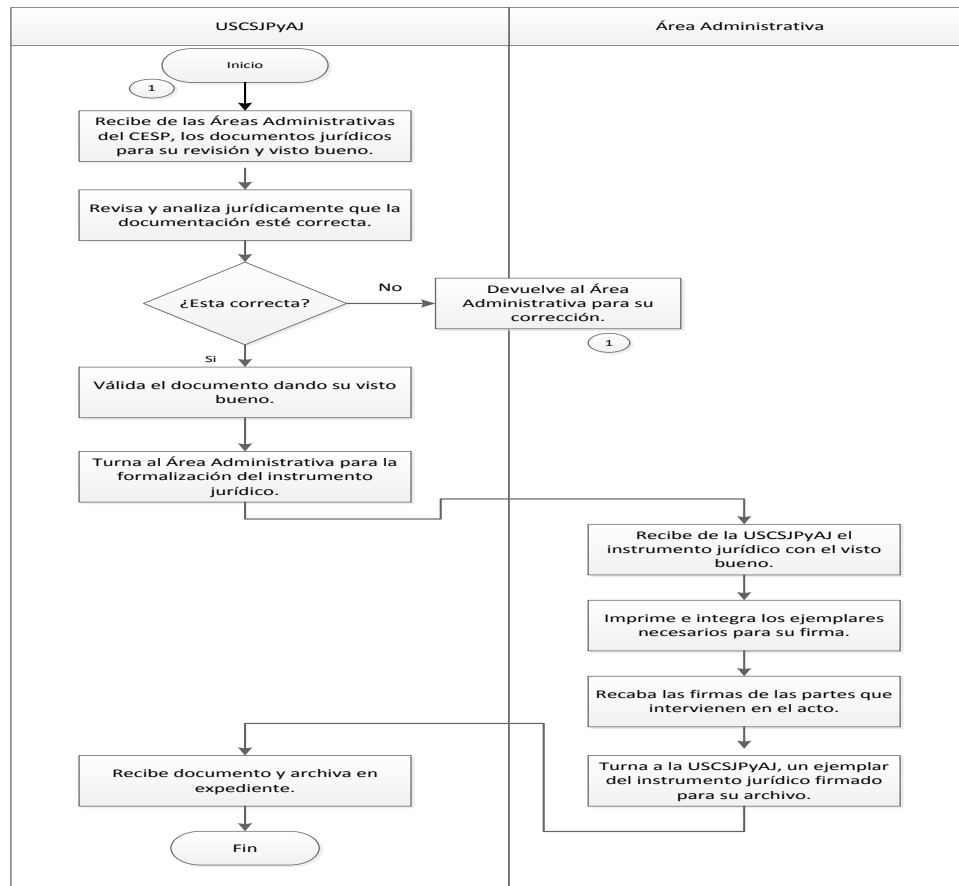 USCSJPyAJ
Área Administrativa
Inicio
1
Recibe de las Áreas Administrativas
del CESP, los documentos jurídicos
para su revisión y visto bueno.
Revisa y analiza jurídicamente que la
documentación esté correcta.
¿Esta correcta?
No
Devuelve al Área
Administrativa para su
corrección.
1
Si
Válida el documento dando su visto
bueno.
Turna al Área Administrativa para la
formalización del instrumento
jurídico.
Recibe de la USCSJPyAJ el
instrumento jurídico con el visto
bueno.
Imprime e integra los ejemplares
necesarios para su firma.
Recaba las firmas de las partes que
intervienen en el acto.
Turna a la USCSJPyAJ, un ejemplar
del instrumento jurídico firmado
para su archivo.
Recibe documento y archiva en
expediente.
Fin